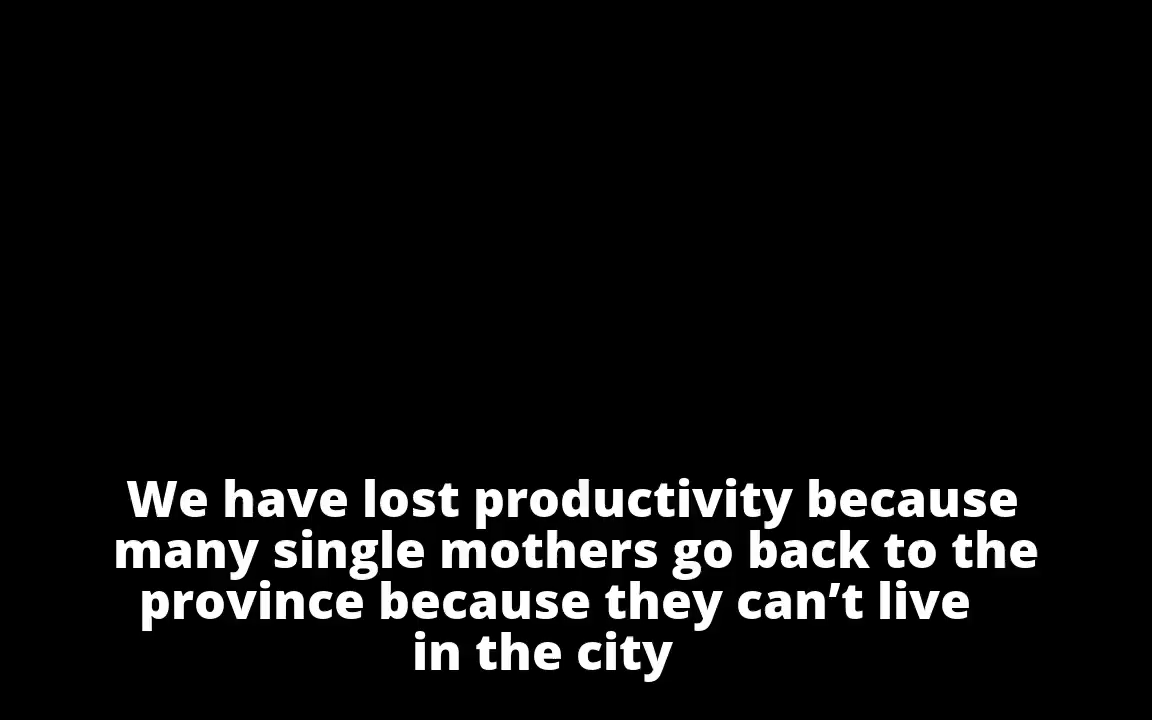 We have lost productivity because
many single mothers go back to the
province because they can’t live
in the city